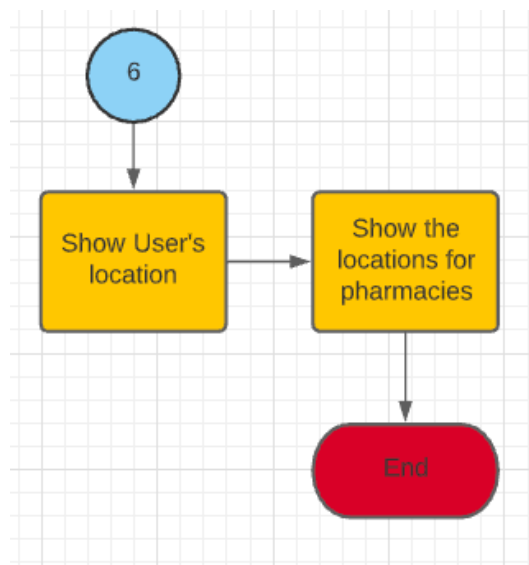 6
Show User's
location
Show the
locations for
pharmacies
End